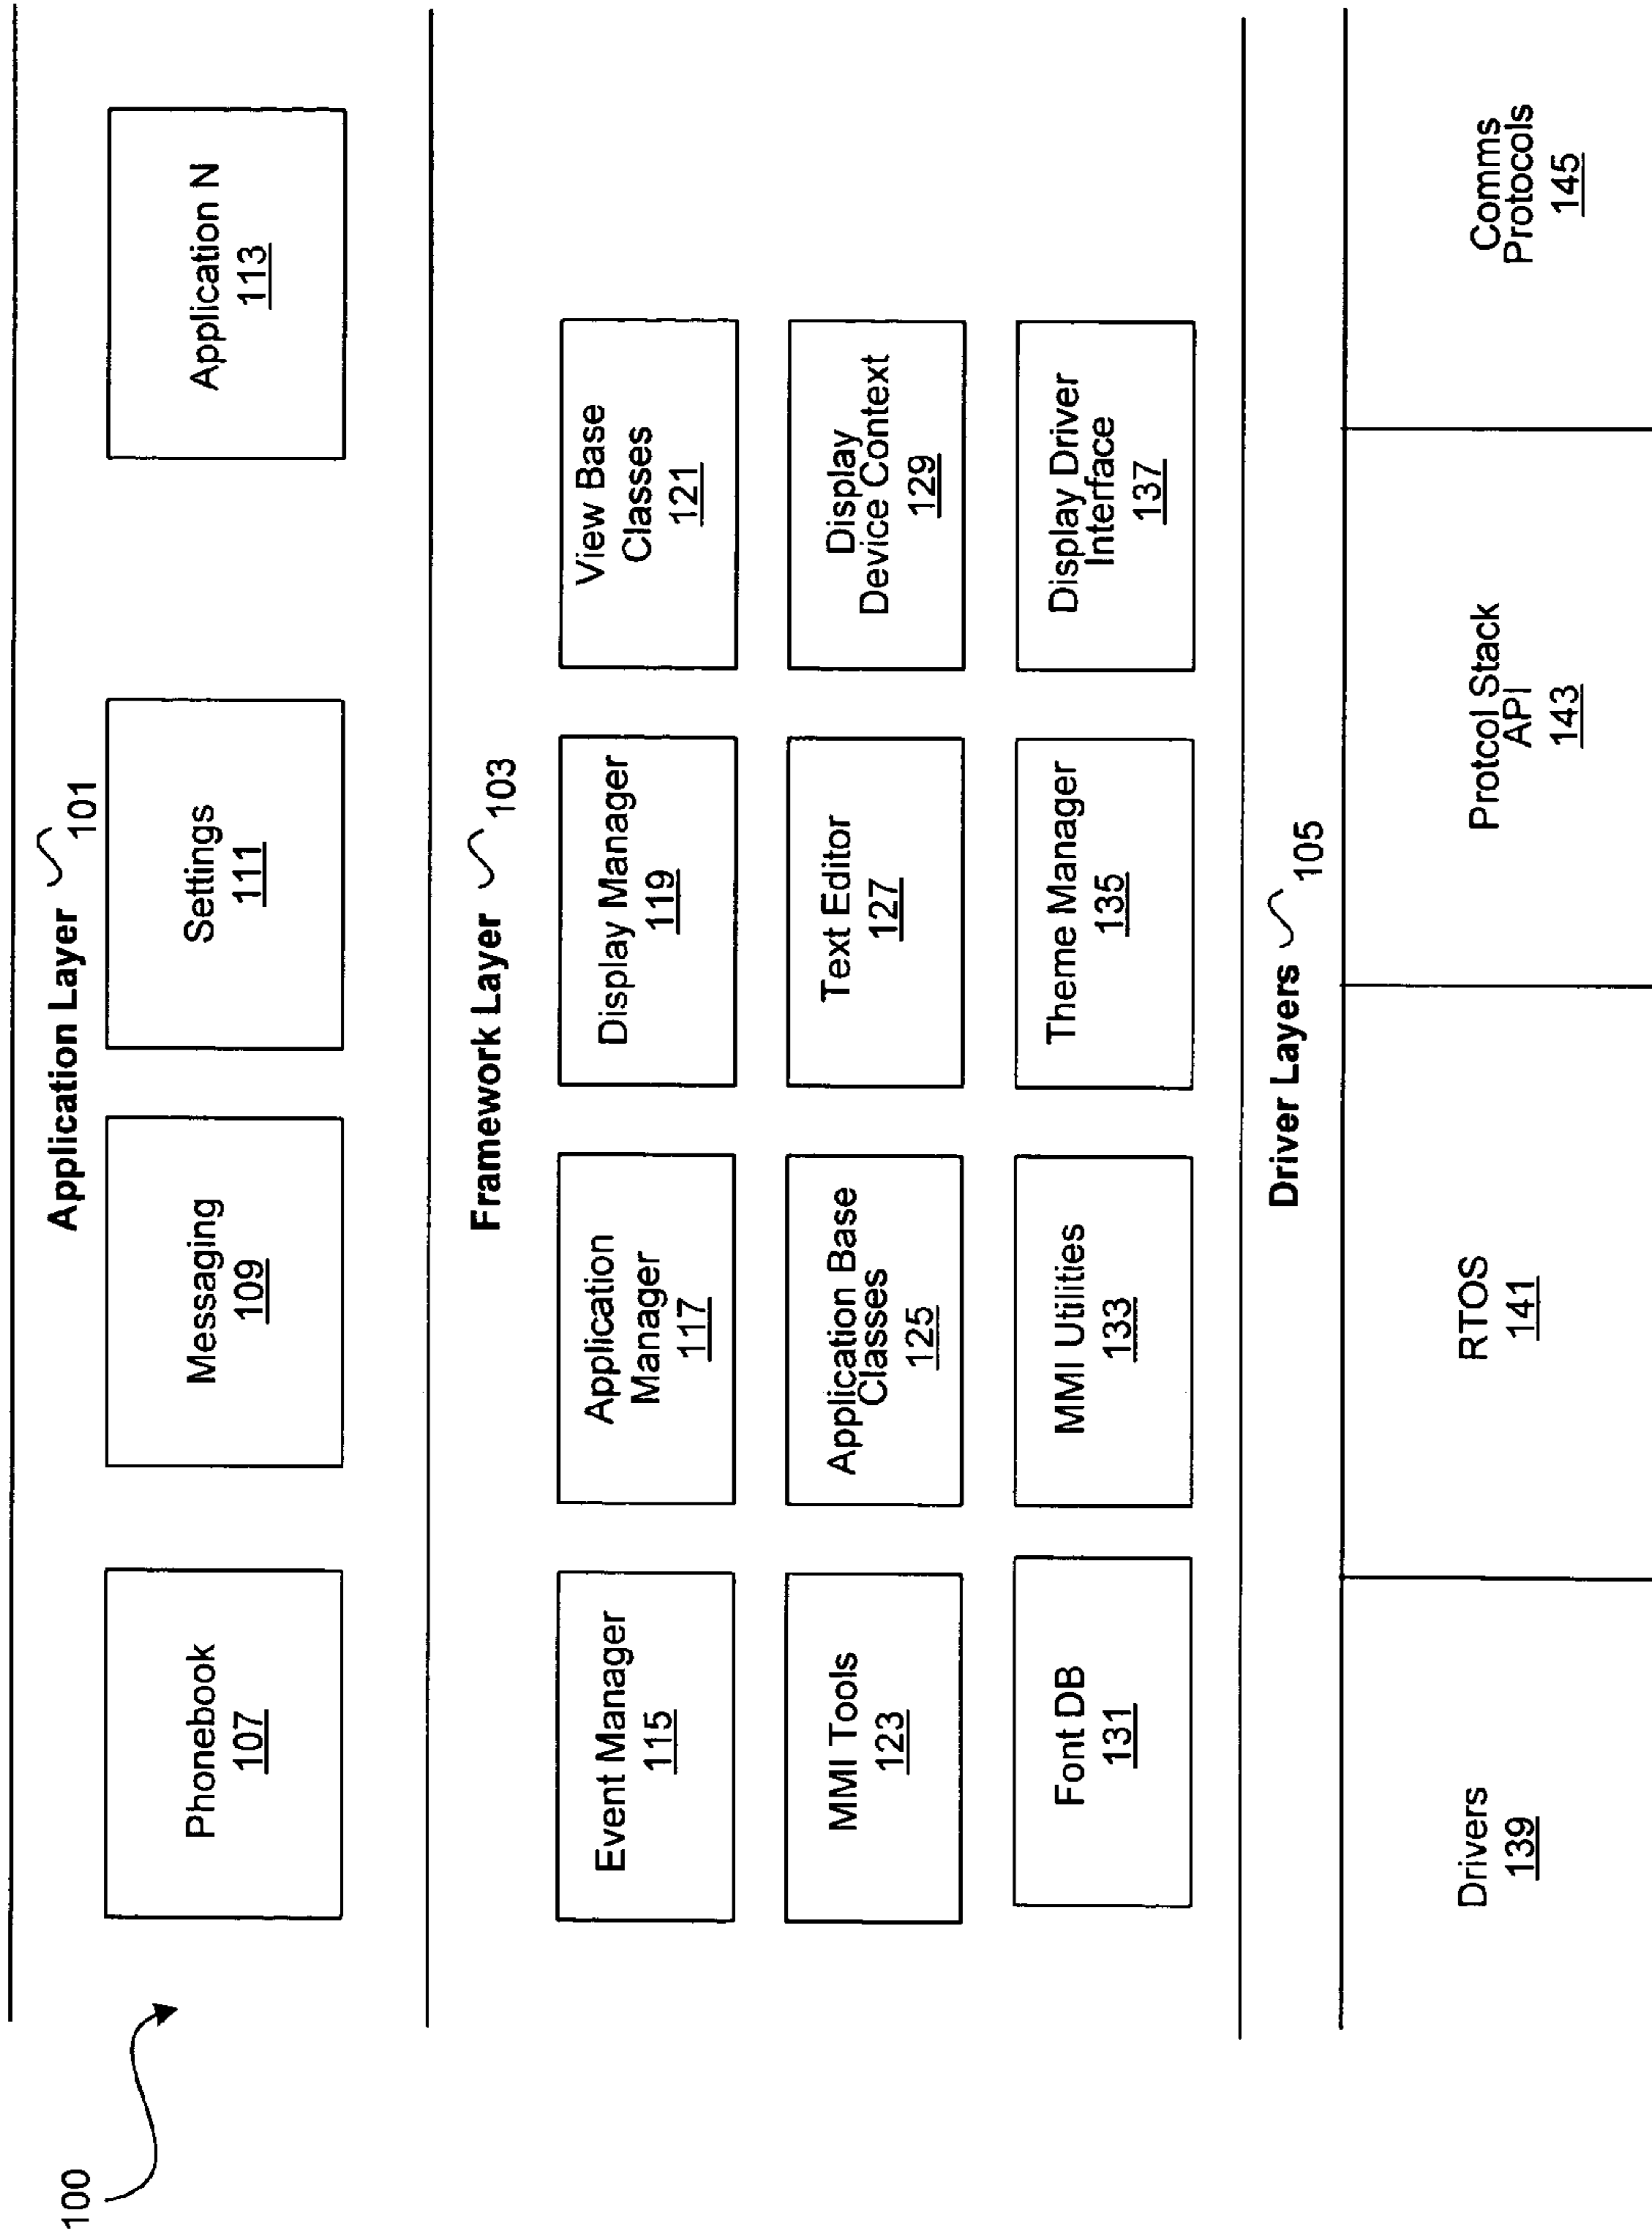 100
Application Layer
101
Phonebook
107
Messaging
109
Settings
111
Application N
113
Framework Layer
103
Event Manager
115
Application
Manager
117
Display Manager
119
View Base
Classes
121
MMI Tools
123
Application Base
Classes
125
Text Editor
127
Display
Device Context
129
Font DB
131
MMI Utilities
133
Theme Manager
135
Display Driver
Interface
137
Driver Layers
105
Drivers
139
RTOS
141
Protcol Stack
API
143
Comms
Protocols
145